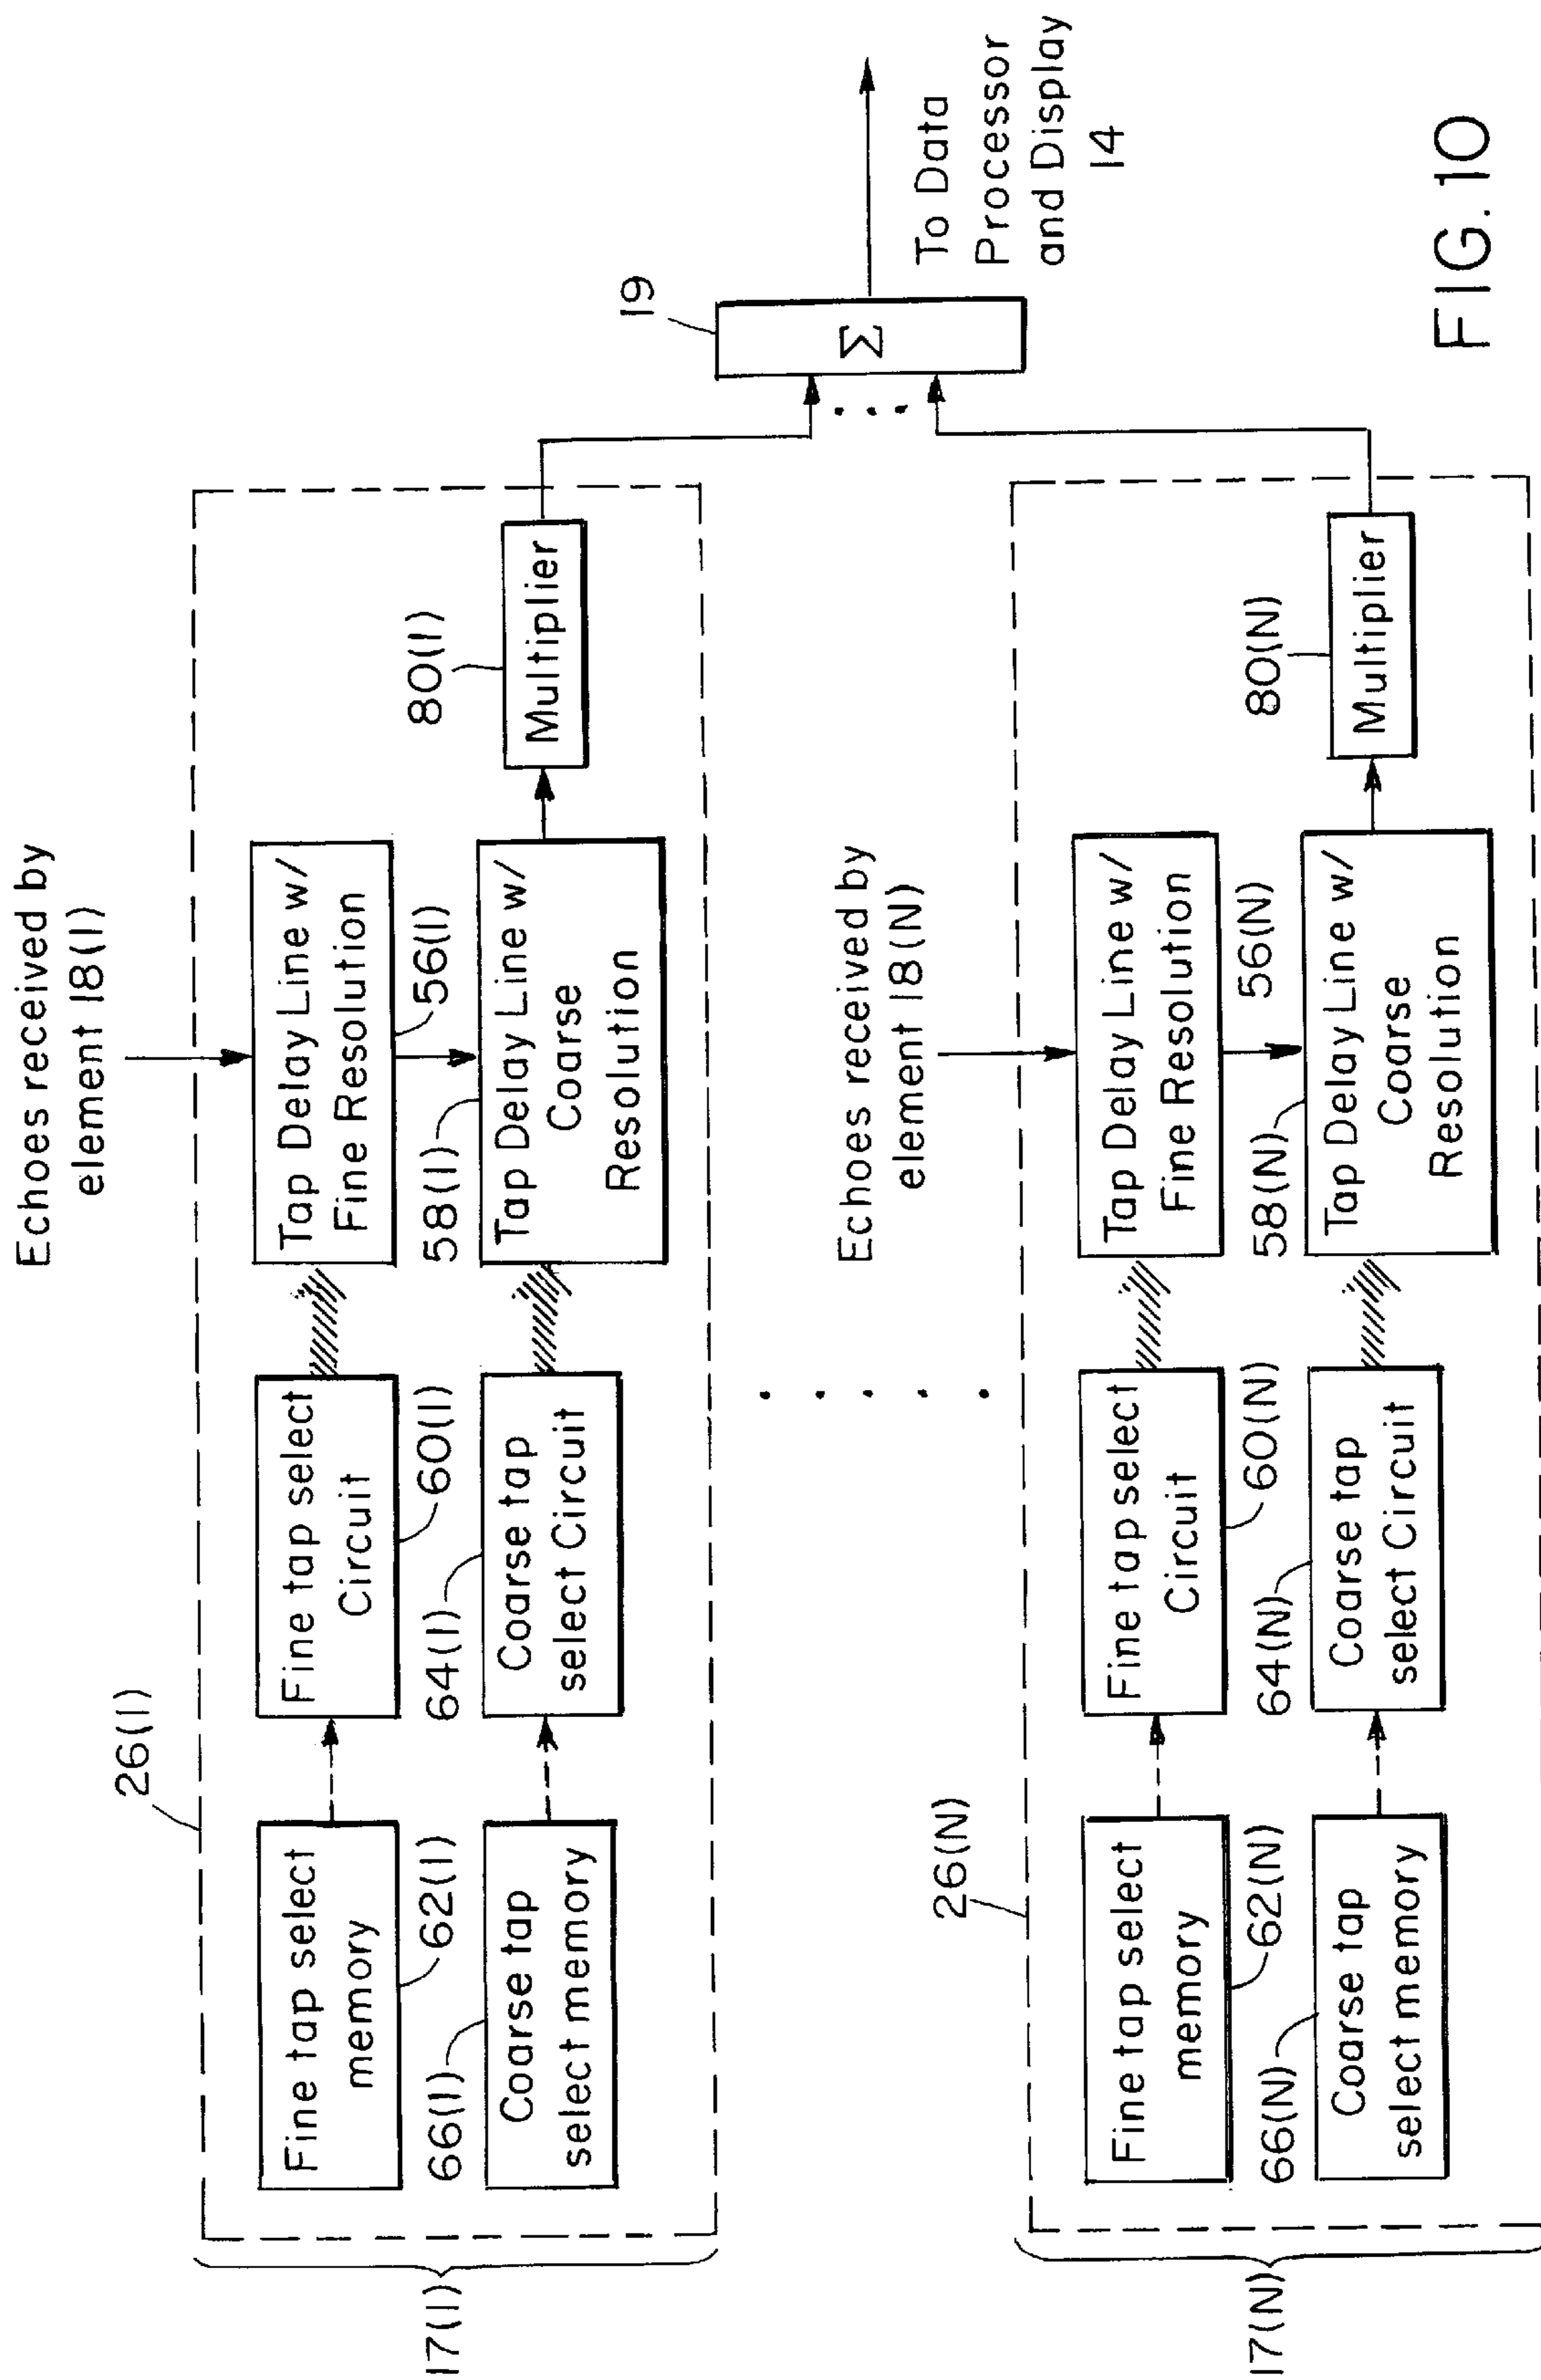 Echoes received by
element 18(1)
26(1)
17(1)
Fine tap select
memory
62(1)
Fine tap select
Circuit
60(1)
Tap Delay Line w/
Fine Resolution
56(1)
66(1)
Coarse tap
select memory
64(1)
Coarse tap
select Circuit
58(1)
Tap Delay Line w/
Coarse
Resolution
80(1)
Multiplier
. . . . .
Echoes received by
element 18(N)
26(N)
17(N)
Fine tap select
memory
62(N)
Fine tap select
Circuit
60(N)
Tap Delay Line w/
Fine Resolution
56(N)
66(N)
Coarse tap
select memory
64(N)
Coarse tap
select Circuit
58(N)
Tap Delay Line w/
Coarse
Resolution
80(N)
Multiplier
19
Σ
. . .
To Data
Processor
and Display
14
FIG. 10